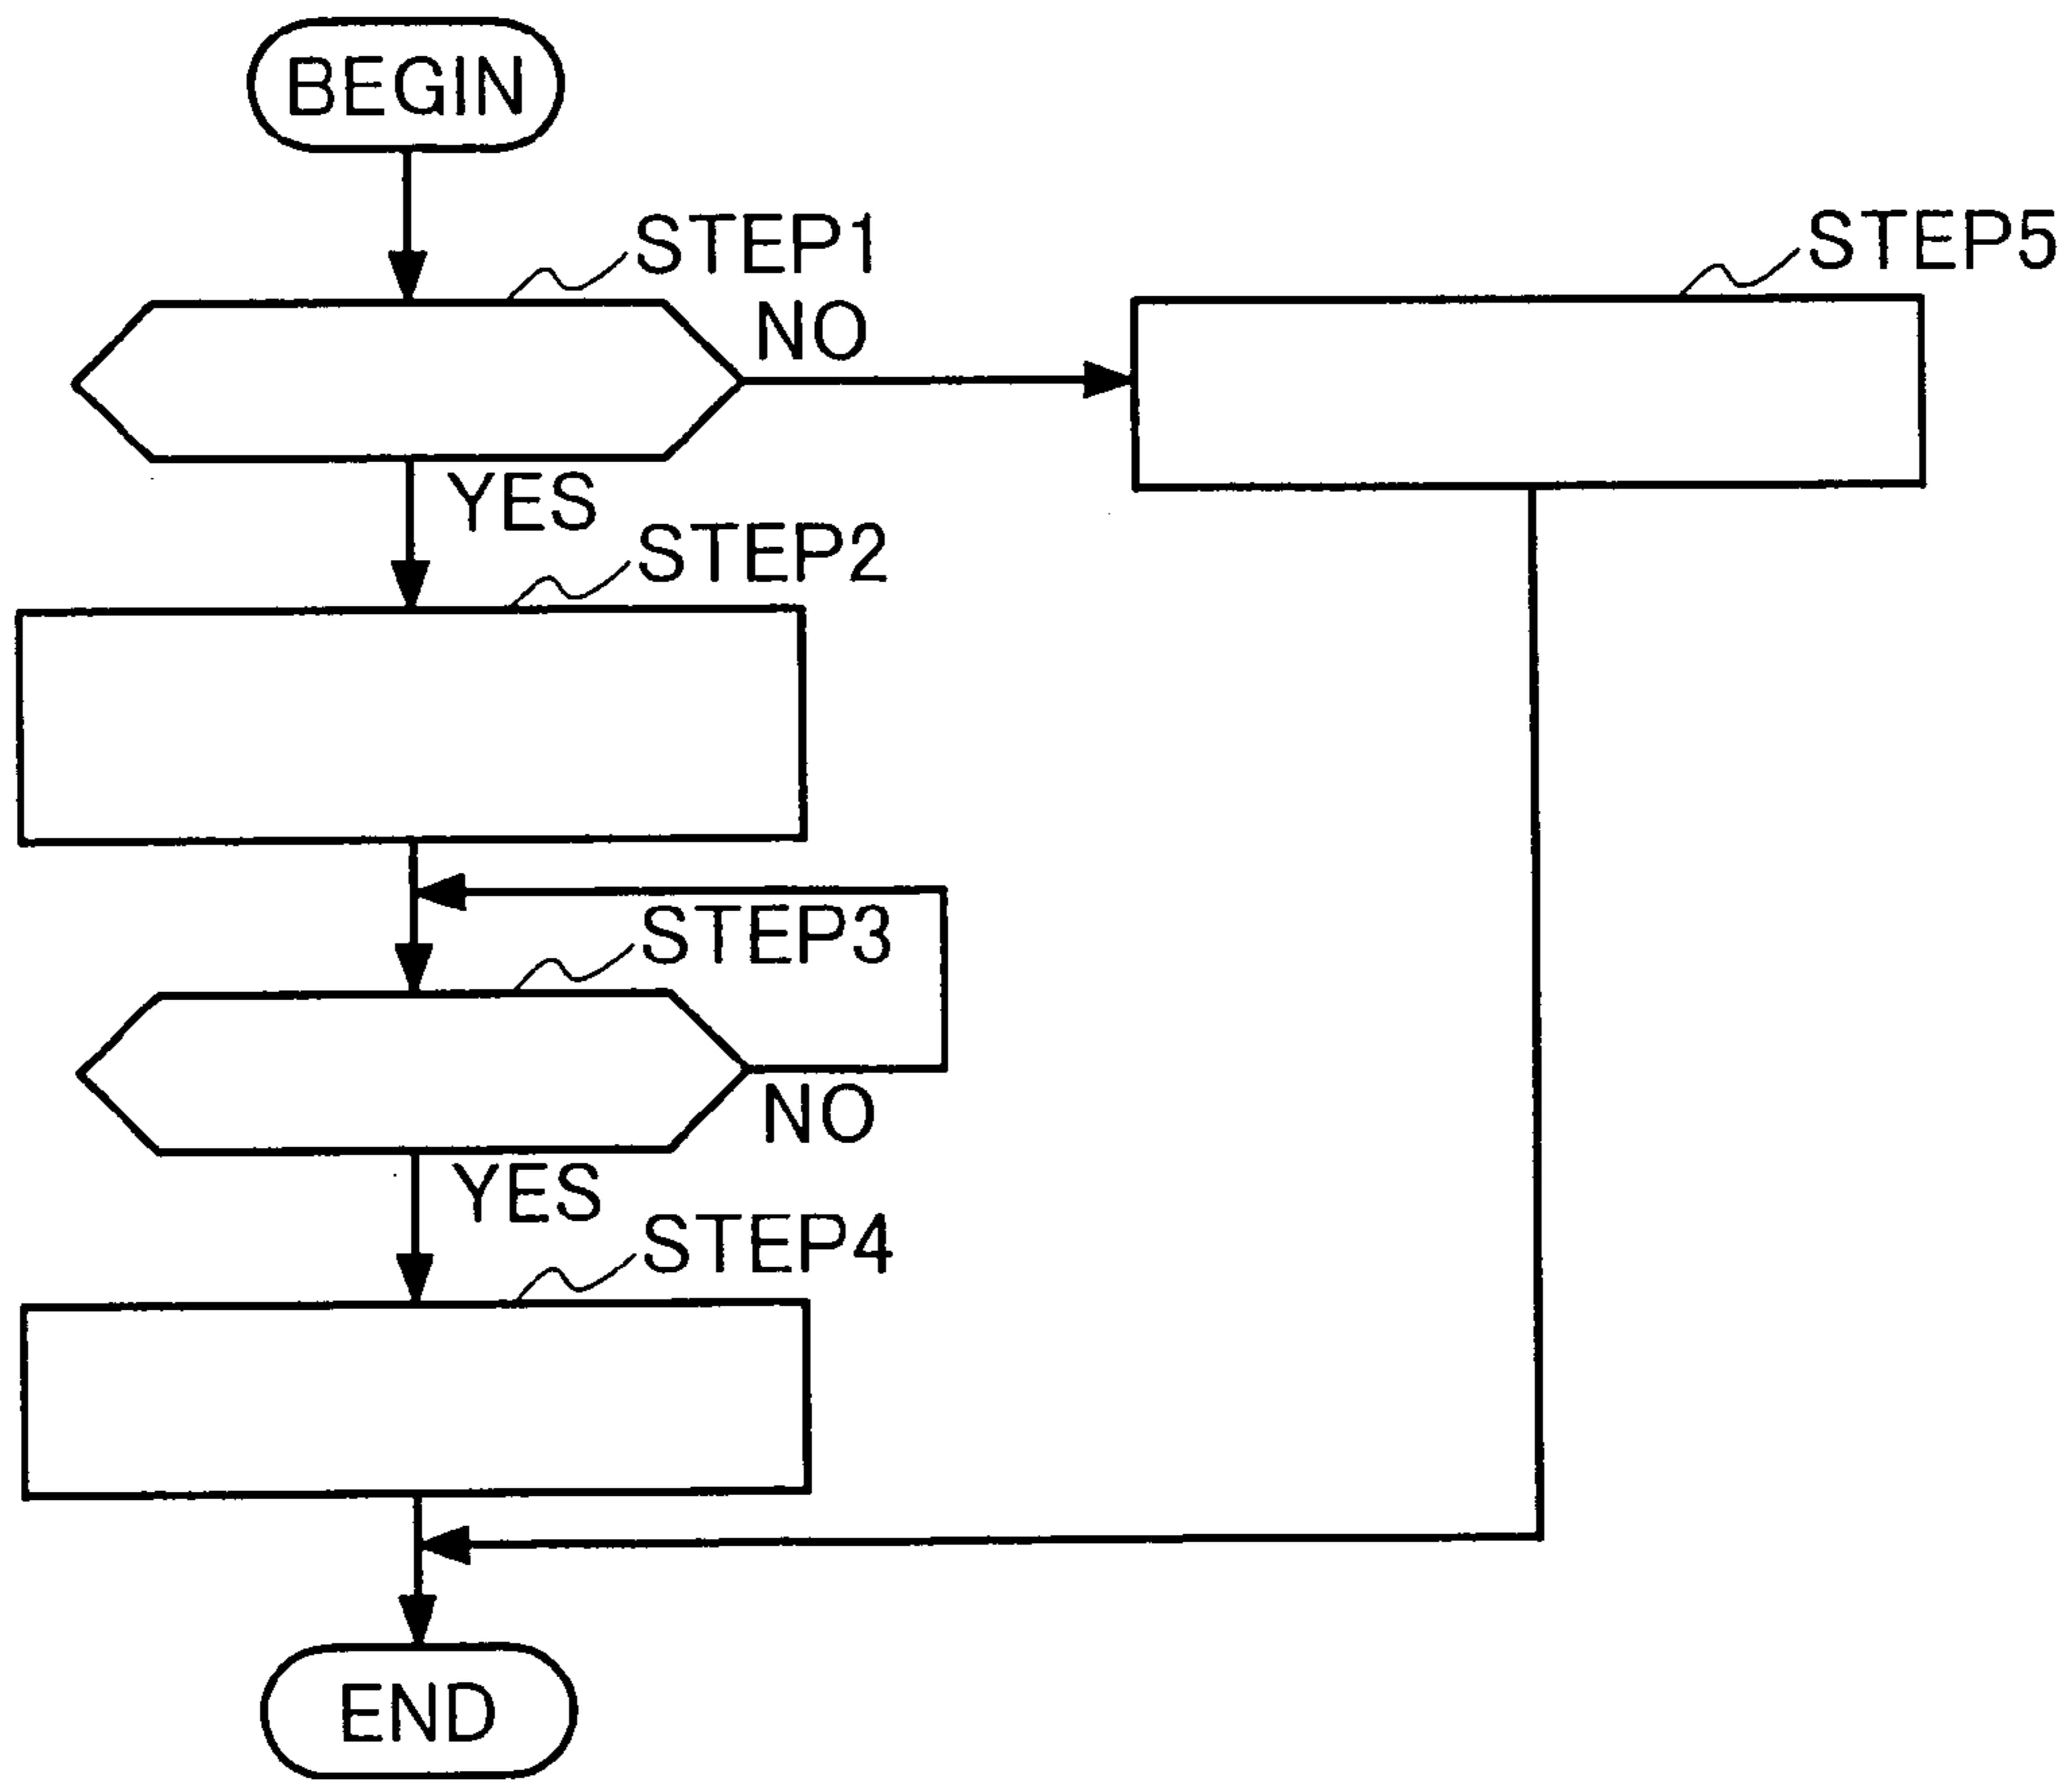 BEGIN
STEP1
STEP5
NO
YES
STEP2
STEP3
NO
YES
STEP4
END